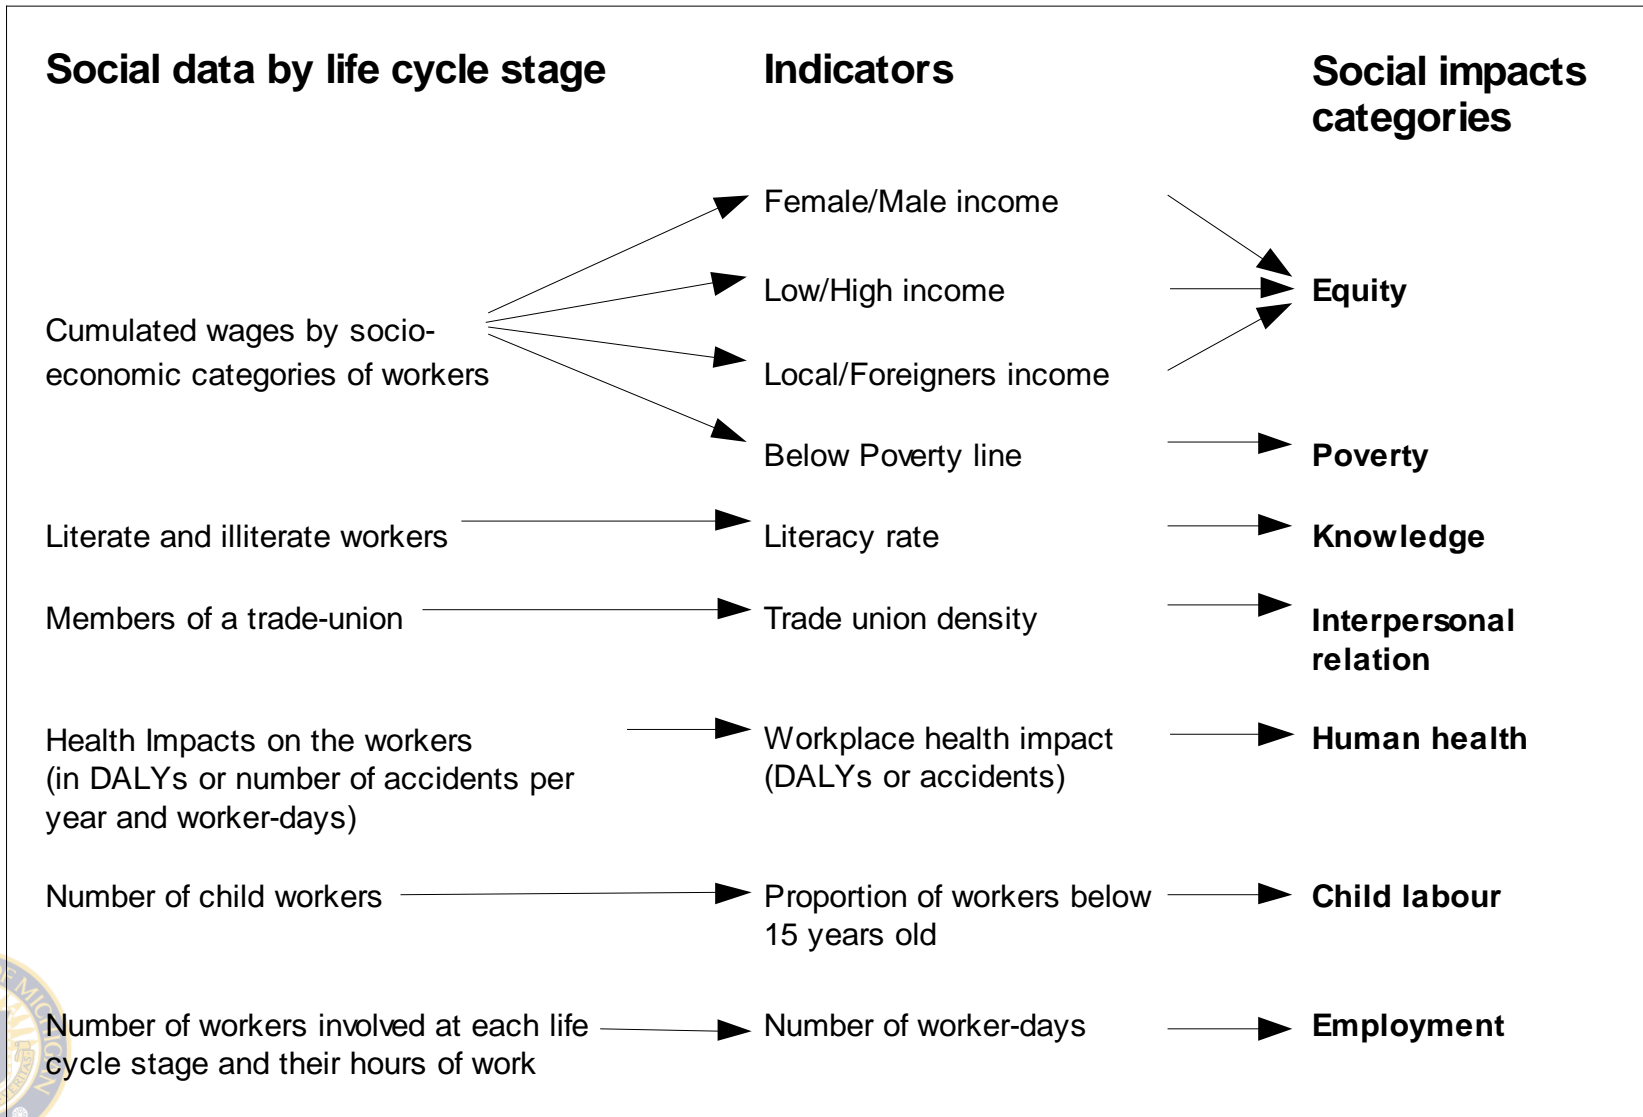 Social data by life cycle stage
Indicators
Social impacts
categories
Female/Male income
Low/High income
Equity
Cumulated wages by socio-
economic categories of workers
Local/Foreigners income
Below Poverty line
Poverty
Literate and illiterate workers
Literacy rate
Knowledge
Members of a trade-union
Trade union density
Interpersonal
relation
Health Impacts on the workers
(in DALYs or number of accidents per
year and worker-days)
Workplace health impact
(DALYs or accidents)
Human health
Number of child workers
Proportion of workers below
15 years old
Child labour
Number of workers involved at each life
cycle stage and their hours of work
Number of worker-days
Employment